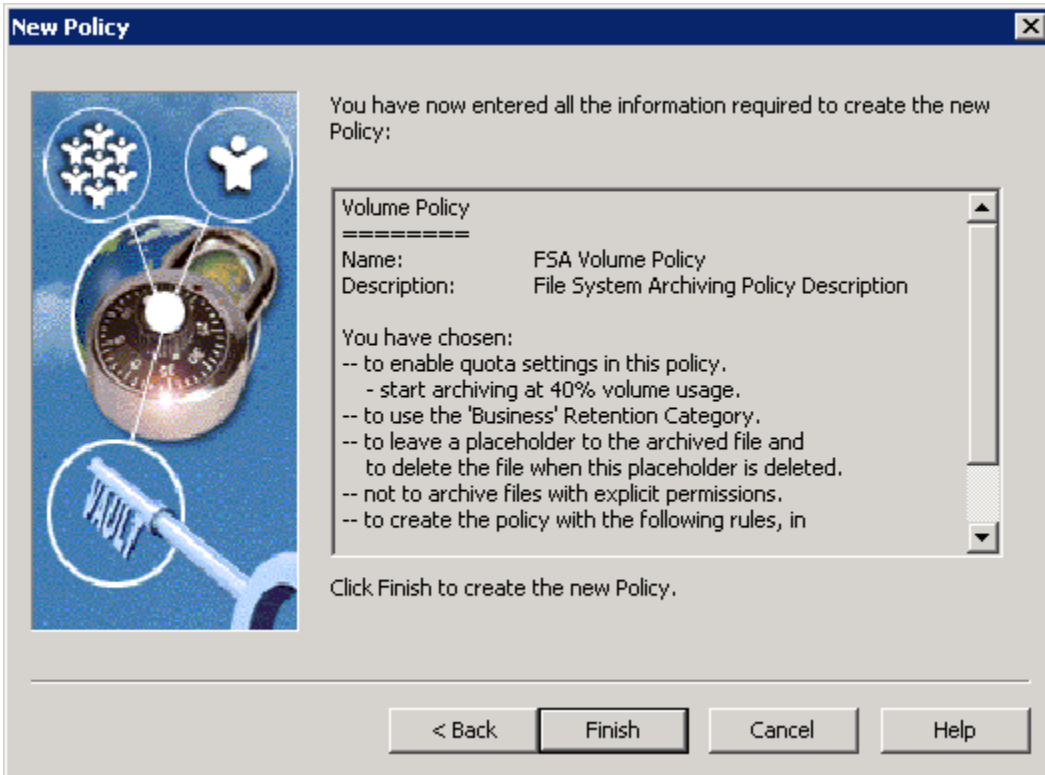 New Policy
You have now entered all the information required to create the new
Policy:
Volume Policy
========
Name: FSA Volume Policy
Description: File System Archiving Policy Description
You have chosen:
-- to enable quota settings in this policy.
- start archiving at 40% volume usage.
-- to use the 'Business' Retention Category.
-- to leave a placeholder to the archived file and
to delete the file when this placeholder is deleted.
-- not to archive files with explicit permissions.
-- to create the policy with the following rules, in
VAULT
Click Finish to create the new Policy.
< Back
Finish
Cancel
Help